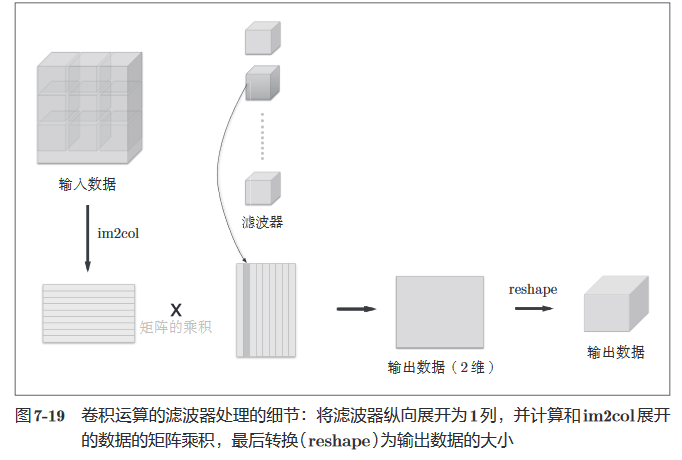 输入数据
滤波器
im2col
X
矩阵的乘积
reshape
输出数据（2维）
输出数据
图7-19 卷积运算的滤波器处理的细节：将滤波器纵向展开为1列，并计算和im2col展开
的数据的矩阵乘积，最后转换（reshape）为输出数据的大小